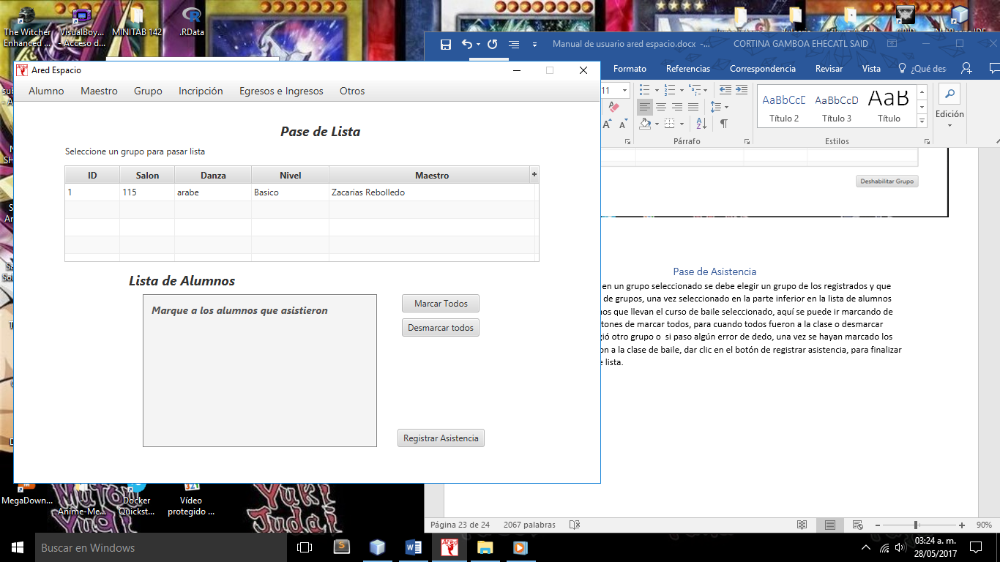 The Witcher
Enhanced ...
VisualBoy...
- Acceso d...
MINITAB 142
.RData
Ared Espacio
Alumno Maestro Grupo Incripción Egresos e Ingresos Otros
Pase de Lista
Seleccione un grupo para pasar lista
ID Salon Danza Nivel Maestro +
1 115 arabe Basico Zacarias Rebolledo
Lista de Alumnos
Marque a los alumnos que asistieron
Marcar Todos
Desmarcar todos
Registrar Asistencia
Manual de usuario ared espacio.docx -...
CORTINA GAMBOA EHECATL SAID
Formato Referencias Correspondencia Revisar Vista ¿Qué des
11
AaBbCcC AaBbCcD AaB
Título 2 Título 3 Título
Edición
Párrafo Estilos
Deshabilitar Grupo
Pase de Asistencia
en un grupo seleccionado se debe elegir un grupo de los registrados y que
de grupos, una vez seleccionado en la parte inferior en la lista de alumnos
nos que llevan el curso de baile seleccionado, aquí se puede ir marcando de
tones de marcar todos, para cuando todos fueron a la clase o desmarcar
gió otro grupo o si paso algún error de dedo, una vez se hayan marcado los
on a la clase de baile, dar clic en el botón de registrar asistencia, para finalizar
e lista.
MegaDown...
Anime-Me...
Docker
Quickst...
321
Vídeo
protegido ...
Muto
Yugi
Yuki
Judai
Página 23 de 24 2067 palabras 90%
Buscar en Windows
Ared
03:24 a. m.
28/05/2017